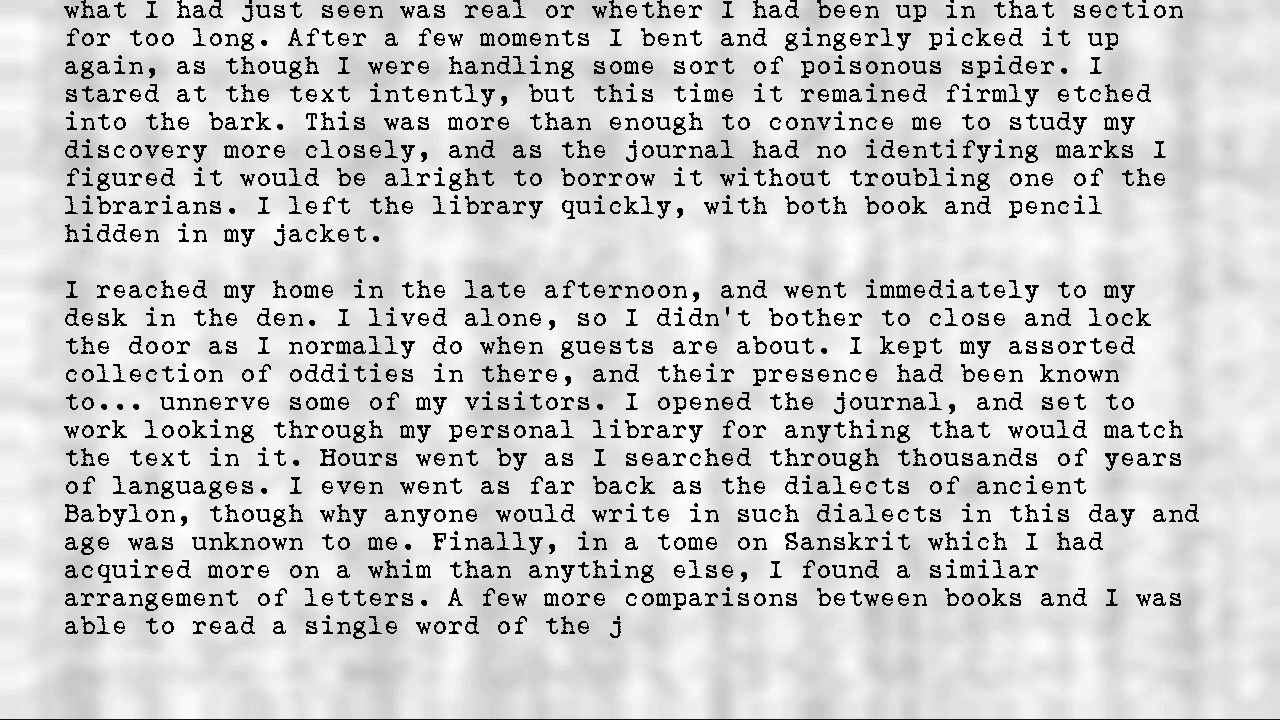 what I had just seen was real or whether I had been up in that section
for too long. After a few moments I bent and gingerly picked it up
again, as though I were handling some sort of poisonous spider. I
stared at the text intently, but this time it remained firmly etched
into the bark. This was more than enough to convince me to study my
discovery more closely, and as the journal had no identifying marks I
figured it would be alright to borrow it without troubling one of the
librarians. I left the library quickly, with both book and pencil
hidden in my jacket.

I reached my home in the late afternoon, and went immediately to my
desk in the den. I lived alone, so I didn't bother to close and lock
the door as I normally do when guests are about. I kept my assorted
collection of oddities in there, and their presence had been known
to... unnerve some of my visitors. I opened the journal, and set to
work looking through my personal library for anything that would match
the text in it. Hours went by as I searched through thousands of years
of languages. I even went as far back as the dialects of ancient
Babylon, though why anyone would write in such dialects in this day and
age was unknown to me. Finally, in a tome on Sanskrit which I had
acquired more on a whim than anything else, I found a similar
arrangement of letters. A few more comparisons between books and I was
able to read a single word of the j